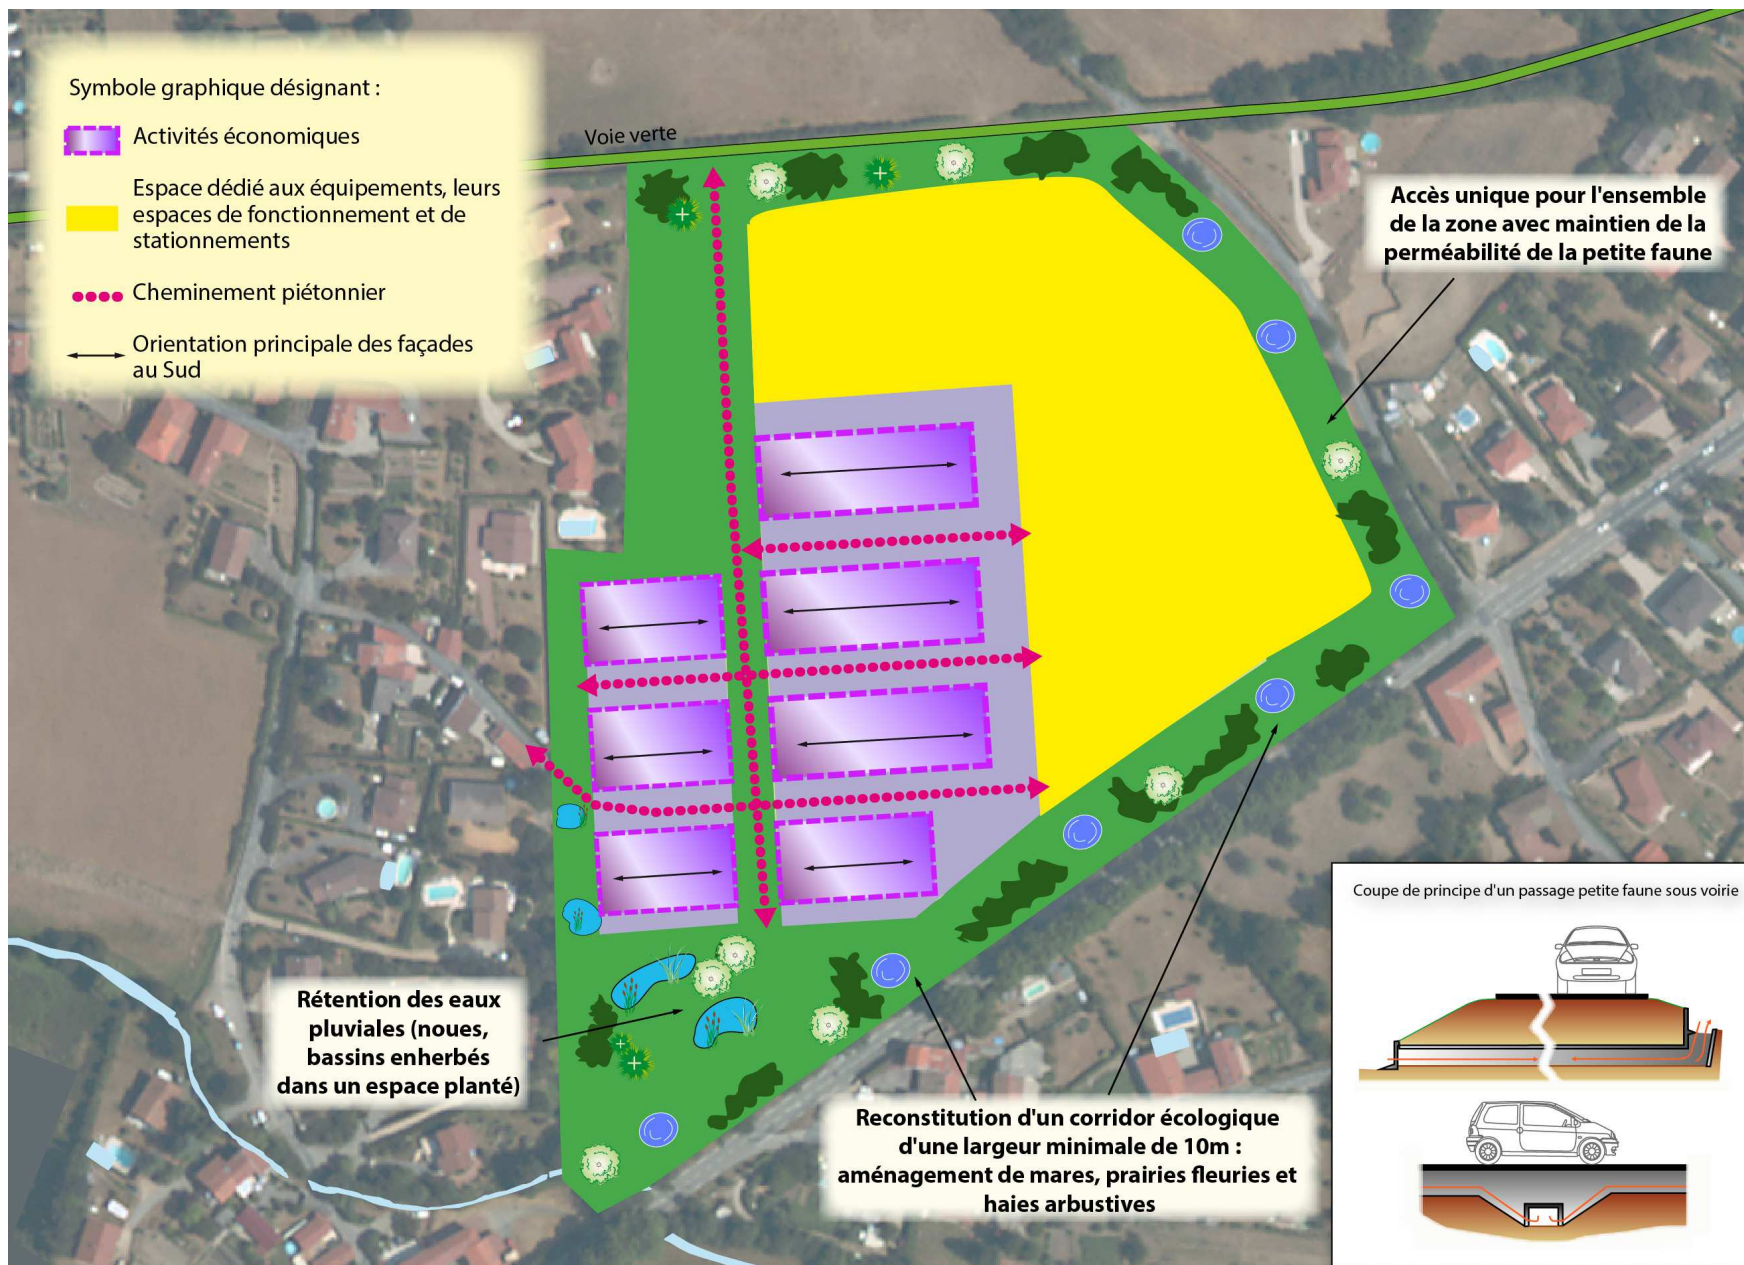 Symbole graphique désignant :
Activités économiques
Espace dédié aux équipements, leurs
espaces de fonctionnement et de
stationnements
Cheminement piétonnier
Orientation principale des façades
au Sud
Voie verte
Accès unique pour l'ensemble
de la zone avec maintien de la
perméabilité de la petite faune
Rétention des eaux
pluviales (noues,
bassins enherbés
dans un espace planté)
Reconstitution d'un corridor écologique
d'une largeur minimale de 10m :
aménagement de mares, prairies fleuries et
haies arbustives
Coupe de principe d'un passage petite faune sous voirie